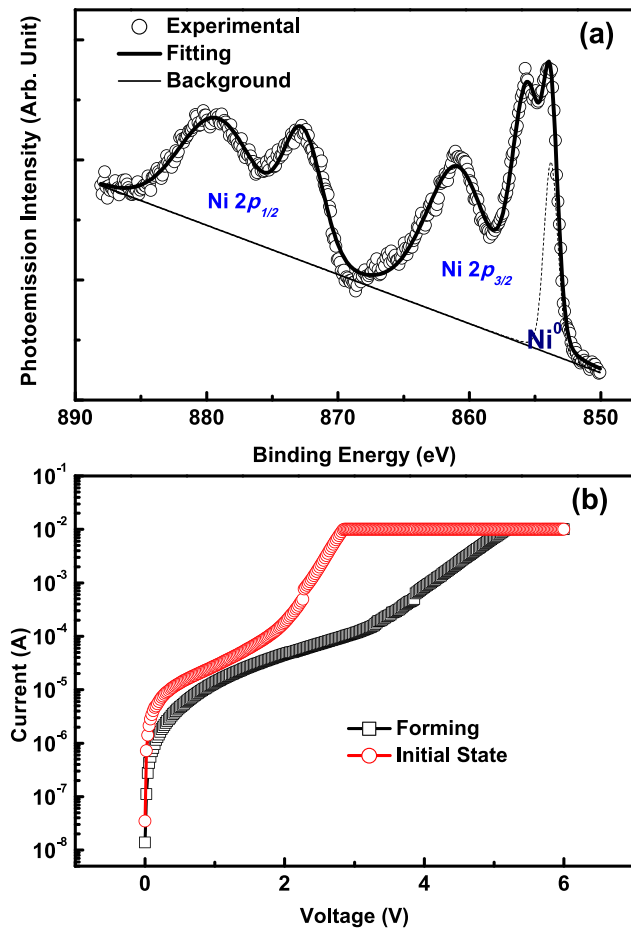 (a)
Experimental
Fitting
Background
Photoemission Intensity (Arb. Unit)
Ni 2p1/2
Ni 2p3/2
Ni0
890 880 870 860 850
Binding Energy (eV)
(b)
10-1
10-2
10-3
10-4
10-5
10-6
10-7
10-8
Current (A)
Forming
Initial State
0 2 4 6
Voltage (V)